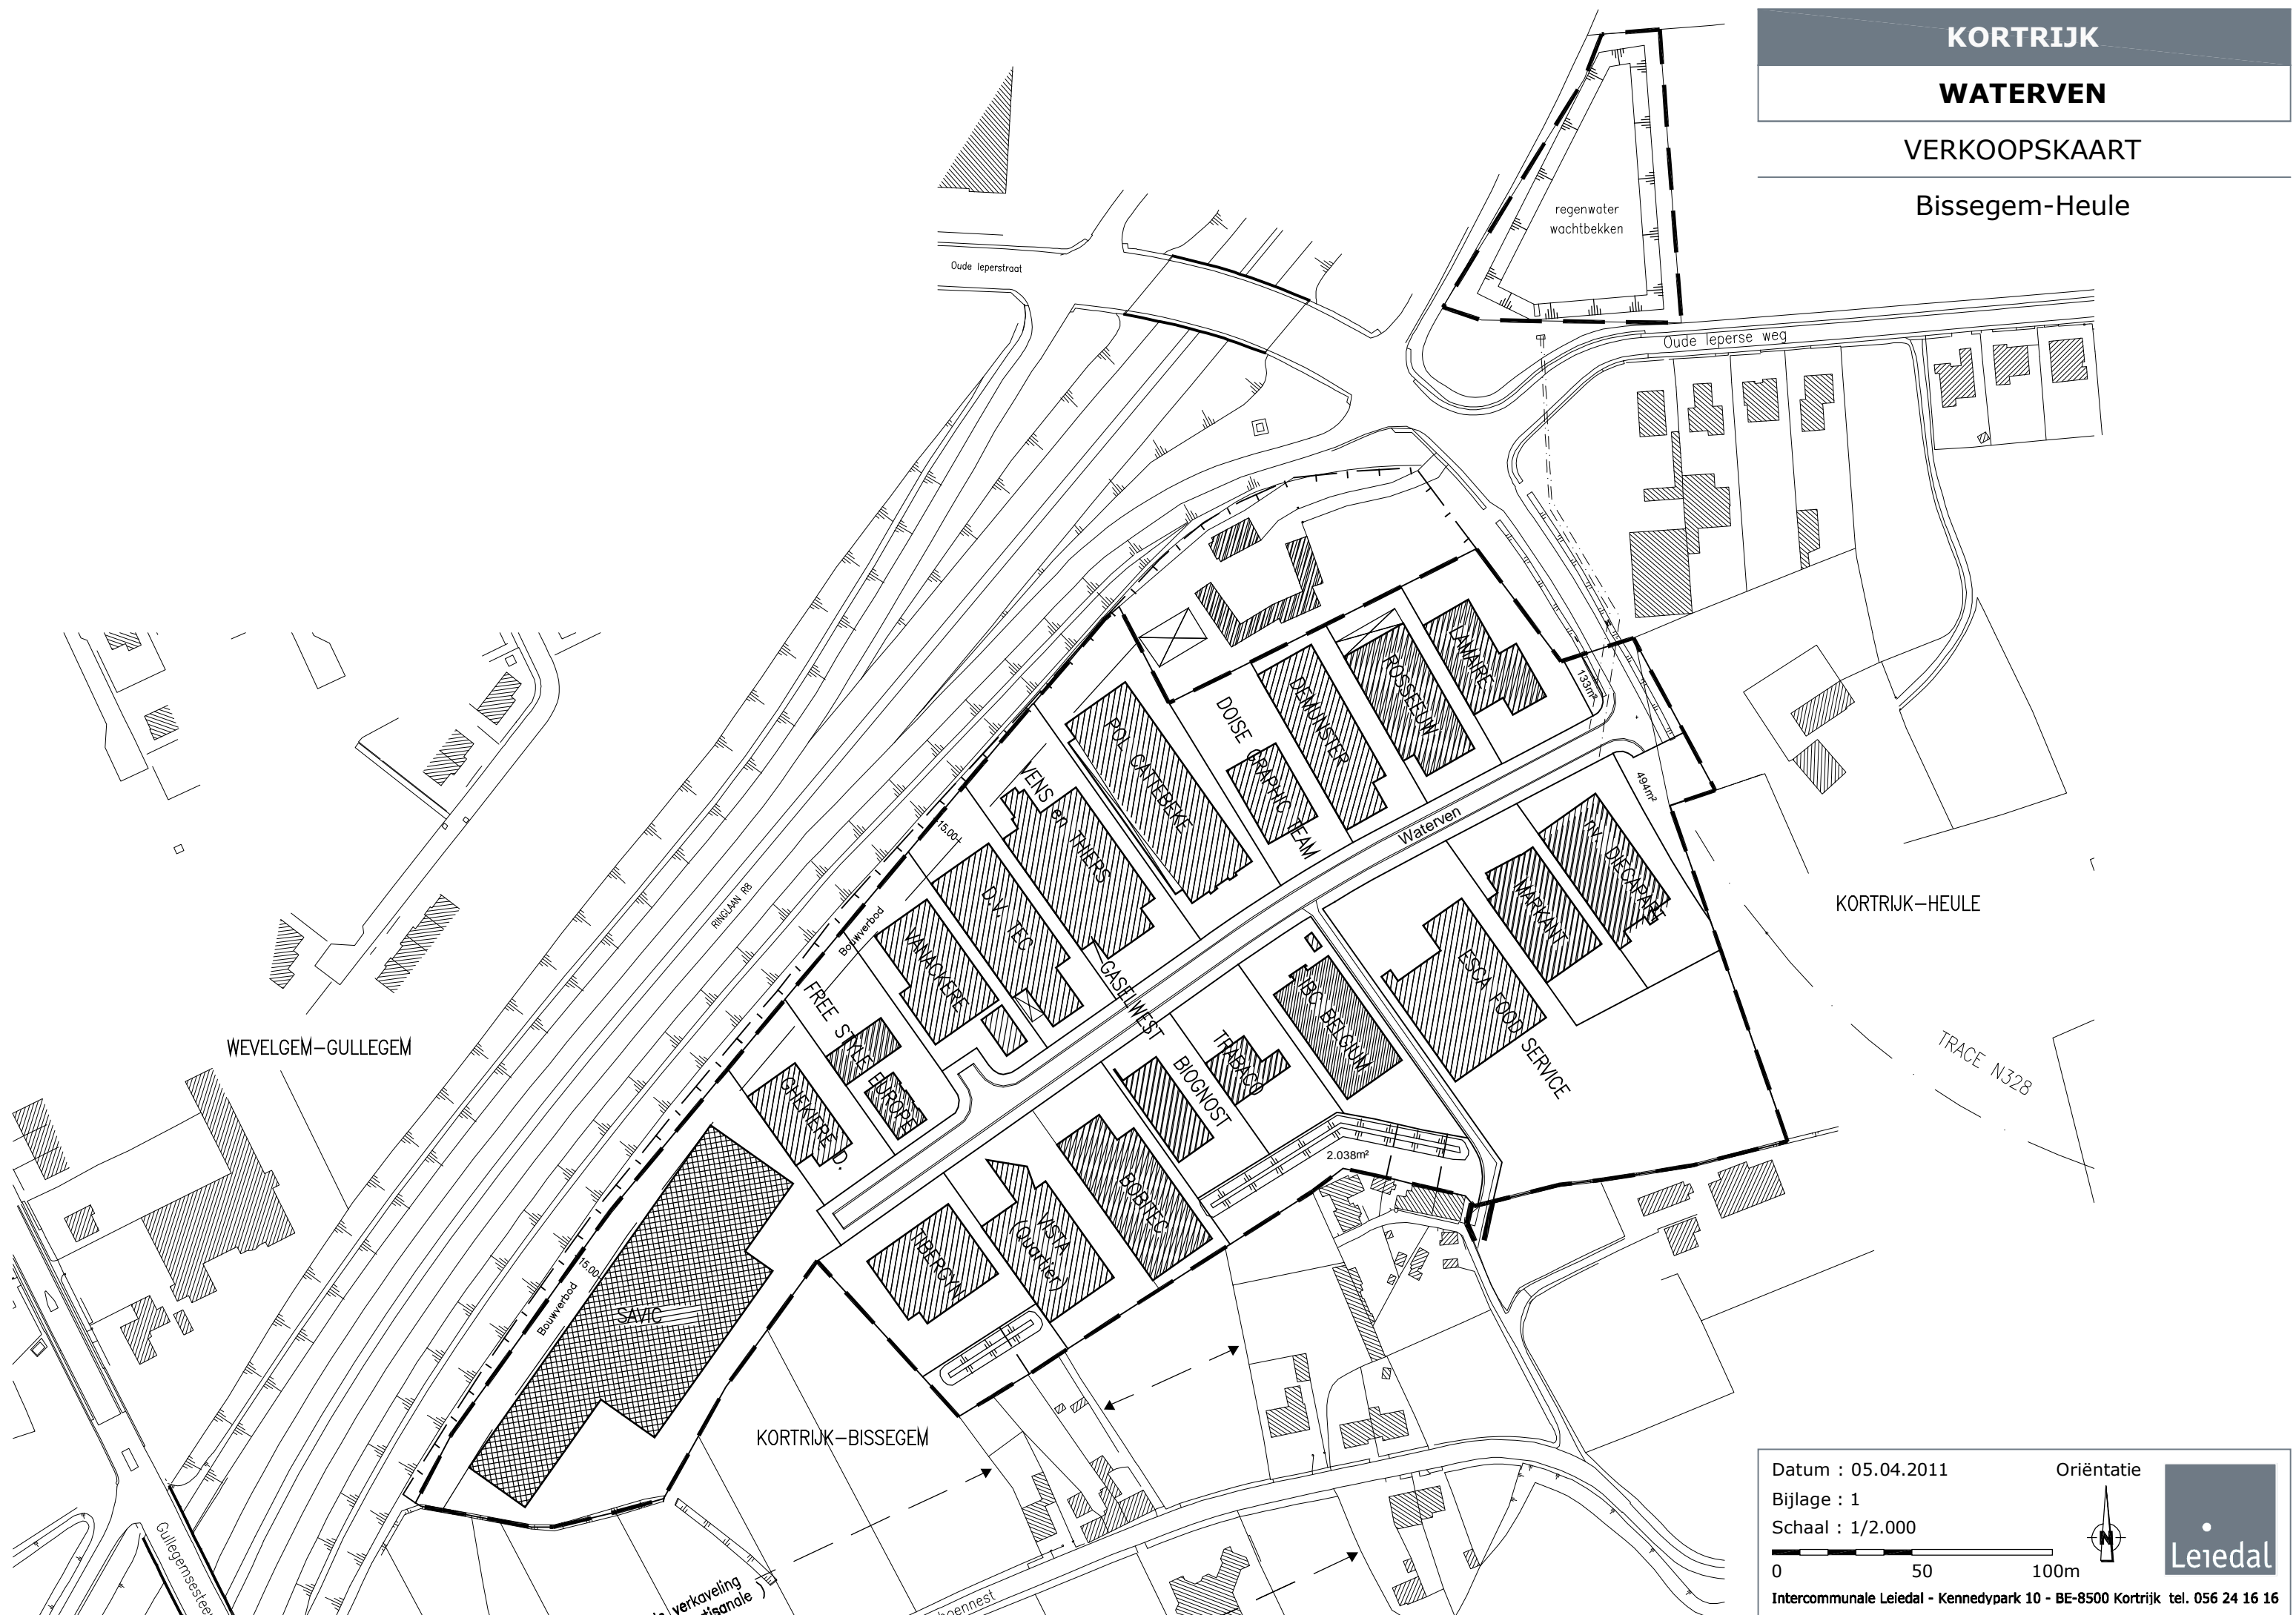 KORTRIJK
WATERVEN
VERKOOPSKAART
Bissegem-Heule
regenwater
wachtbekken
Oude Ieperstraat
Oude Ieperse weg
LAMAIRE
ROSSEEUW
DEMUNSTER
DOISE GRAPHIC TEAM
POL CATTEBEKE
VENS en THIERS
D.V. TEC
VANACKERE
GASELWEST
FREE STYLE EUROPE
GHEKIERE D.
SAVIC
133m²
494m²
Waterven
nv. DIECAPART
MARKANT
ESCA FOOD SERVICE
TRABACO
BIOGNOST
BOBITEC
VISTA
(Quartier)
TIBERGYN
2.038m²
15.00
Bouwverbod
15.00
Bouwverbod
RINGLAAN R8
WEVELGEM-GULLEGEM
KORTRIJK-HEULE
KORTRIJK-BISSEGEM
TRACE N328
verkaveling
Datum : 05.04.2011
Oriëntatie
Bijlage : 1
Schaal : 1/2.000
N
0 50 100m
Leiedal
Intercommunale Leiedal - Kennedypark 10 - BE-8500 Kortrijk tel. 056 24 16 16